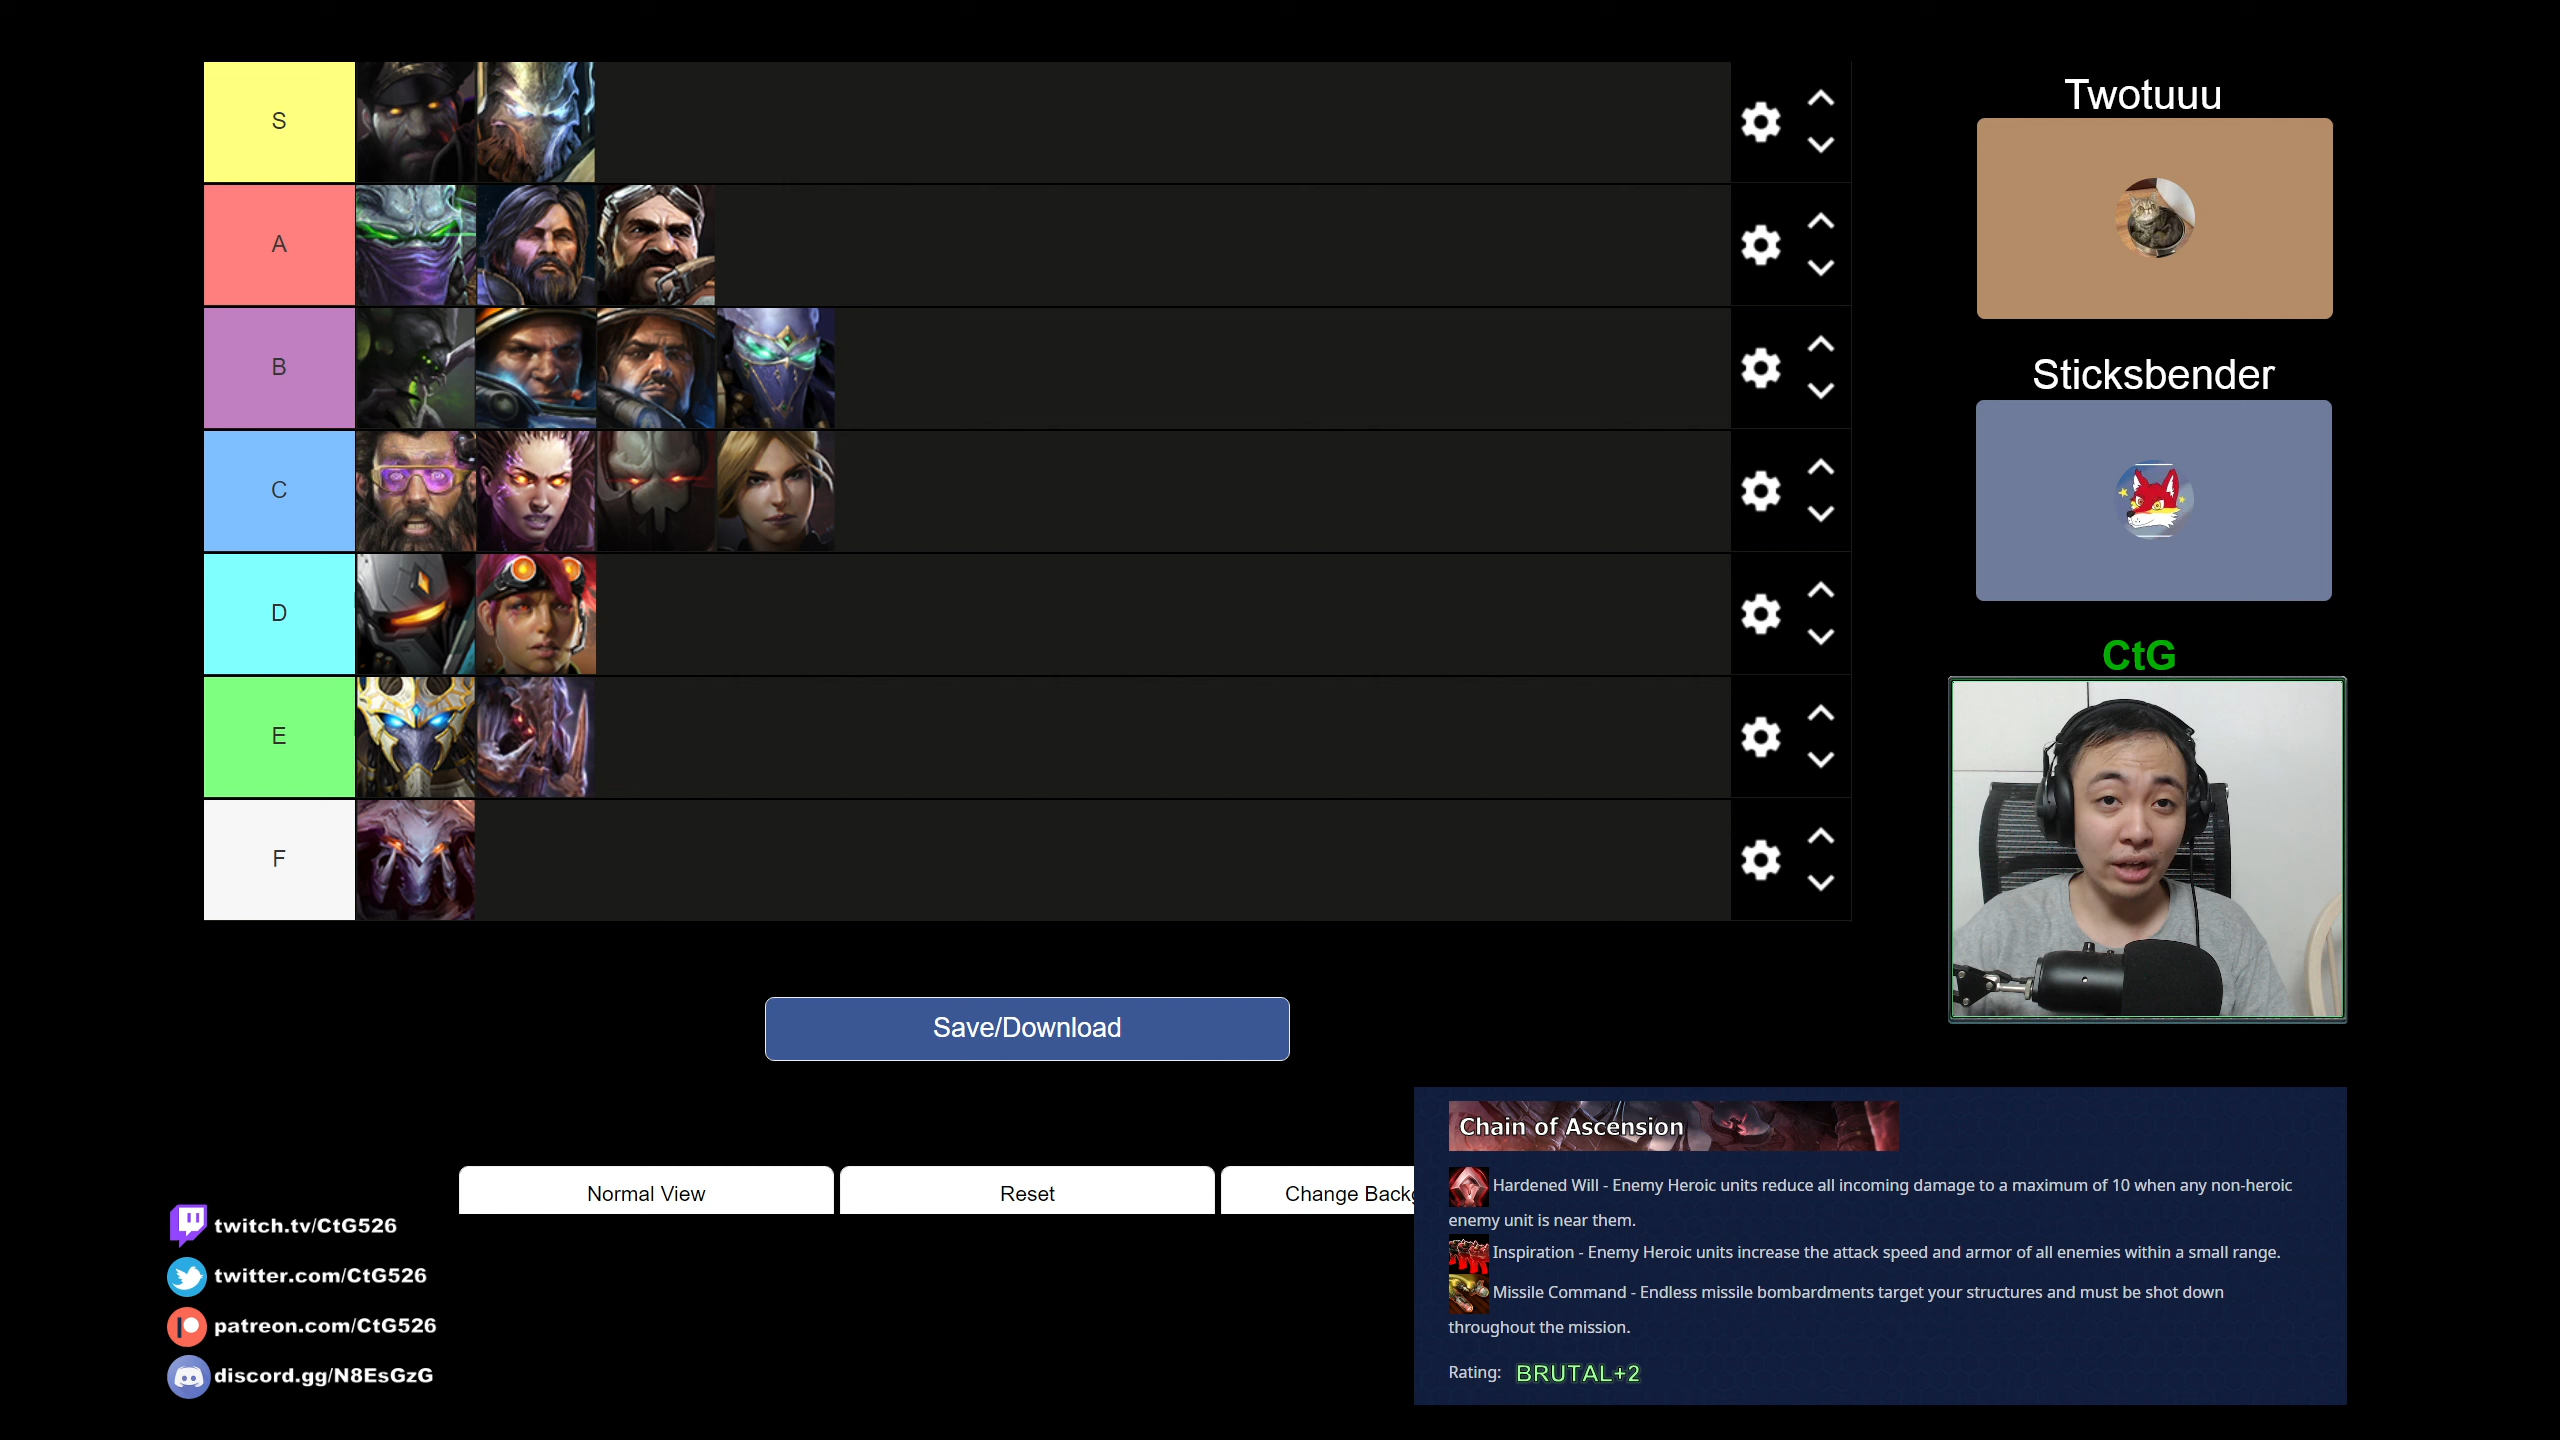 S
A
B
C
D
E
F
Twotuuu
Sticksbender
CtG
Save/Download
Normal View
Reset
Change Backg
twitch.tv/CtG526
twitter.com/CtG526
patreon.com/CtG526
discord.gg/N8EsGzG
Chain of Ascension
Hardened Will - Enemy Heroic units reduce all incoming damage to a maximum of 10 when any non-heroic
enemy unit is near them.
Inspiration - Enemy Heroic units increase the attack speed and armor of all enemies within a small range.
Missile Command - Endless missile bombardments target your structures and must be shot down
throughout the mission.
Rating: BRUTAL+2